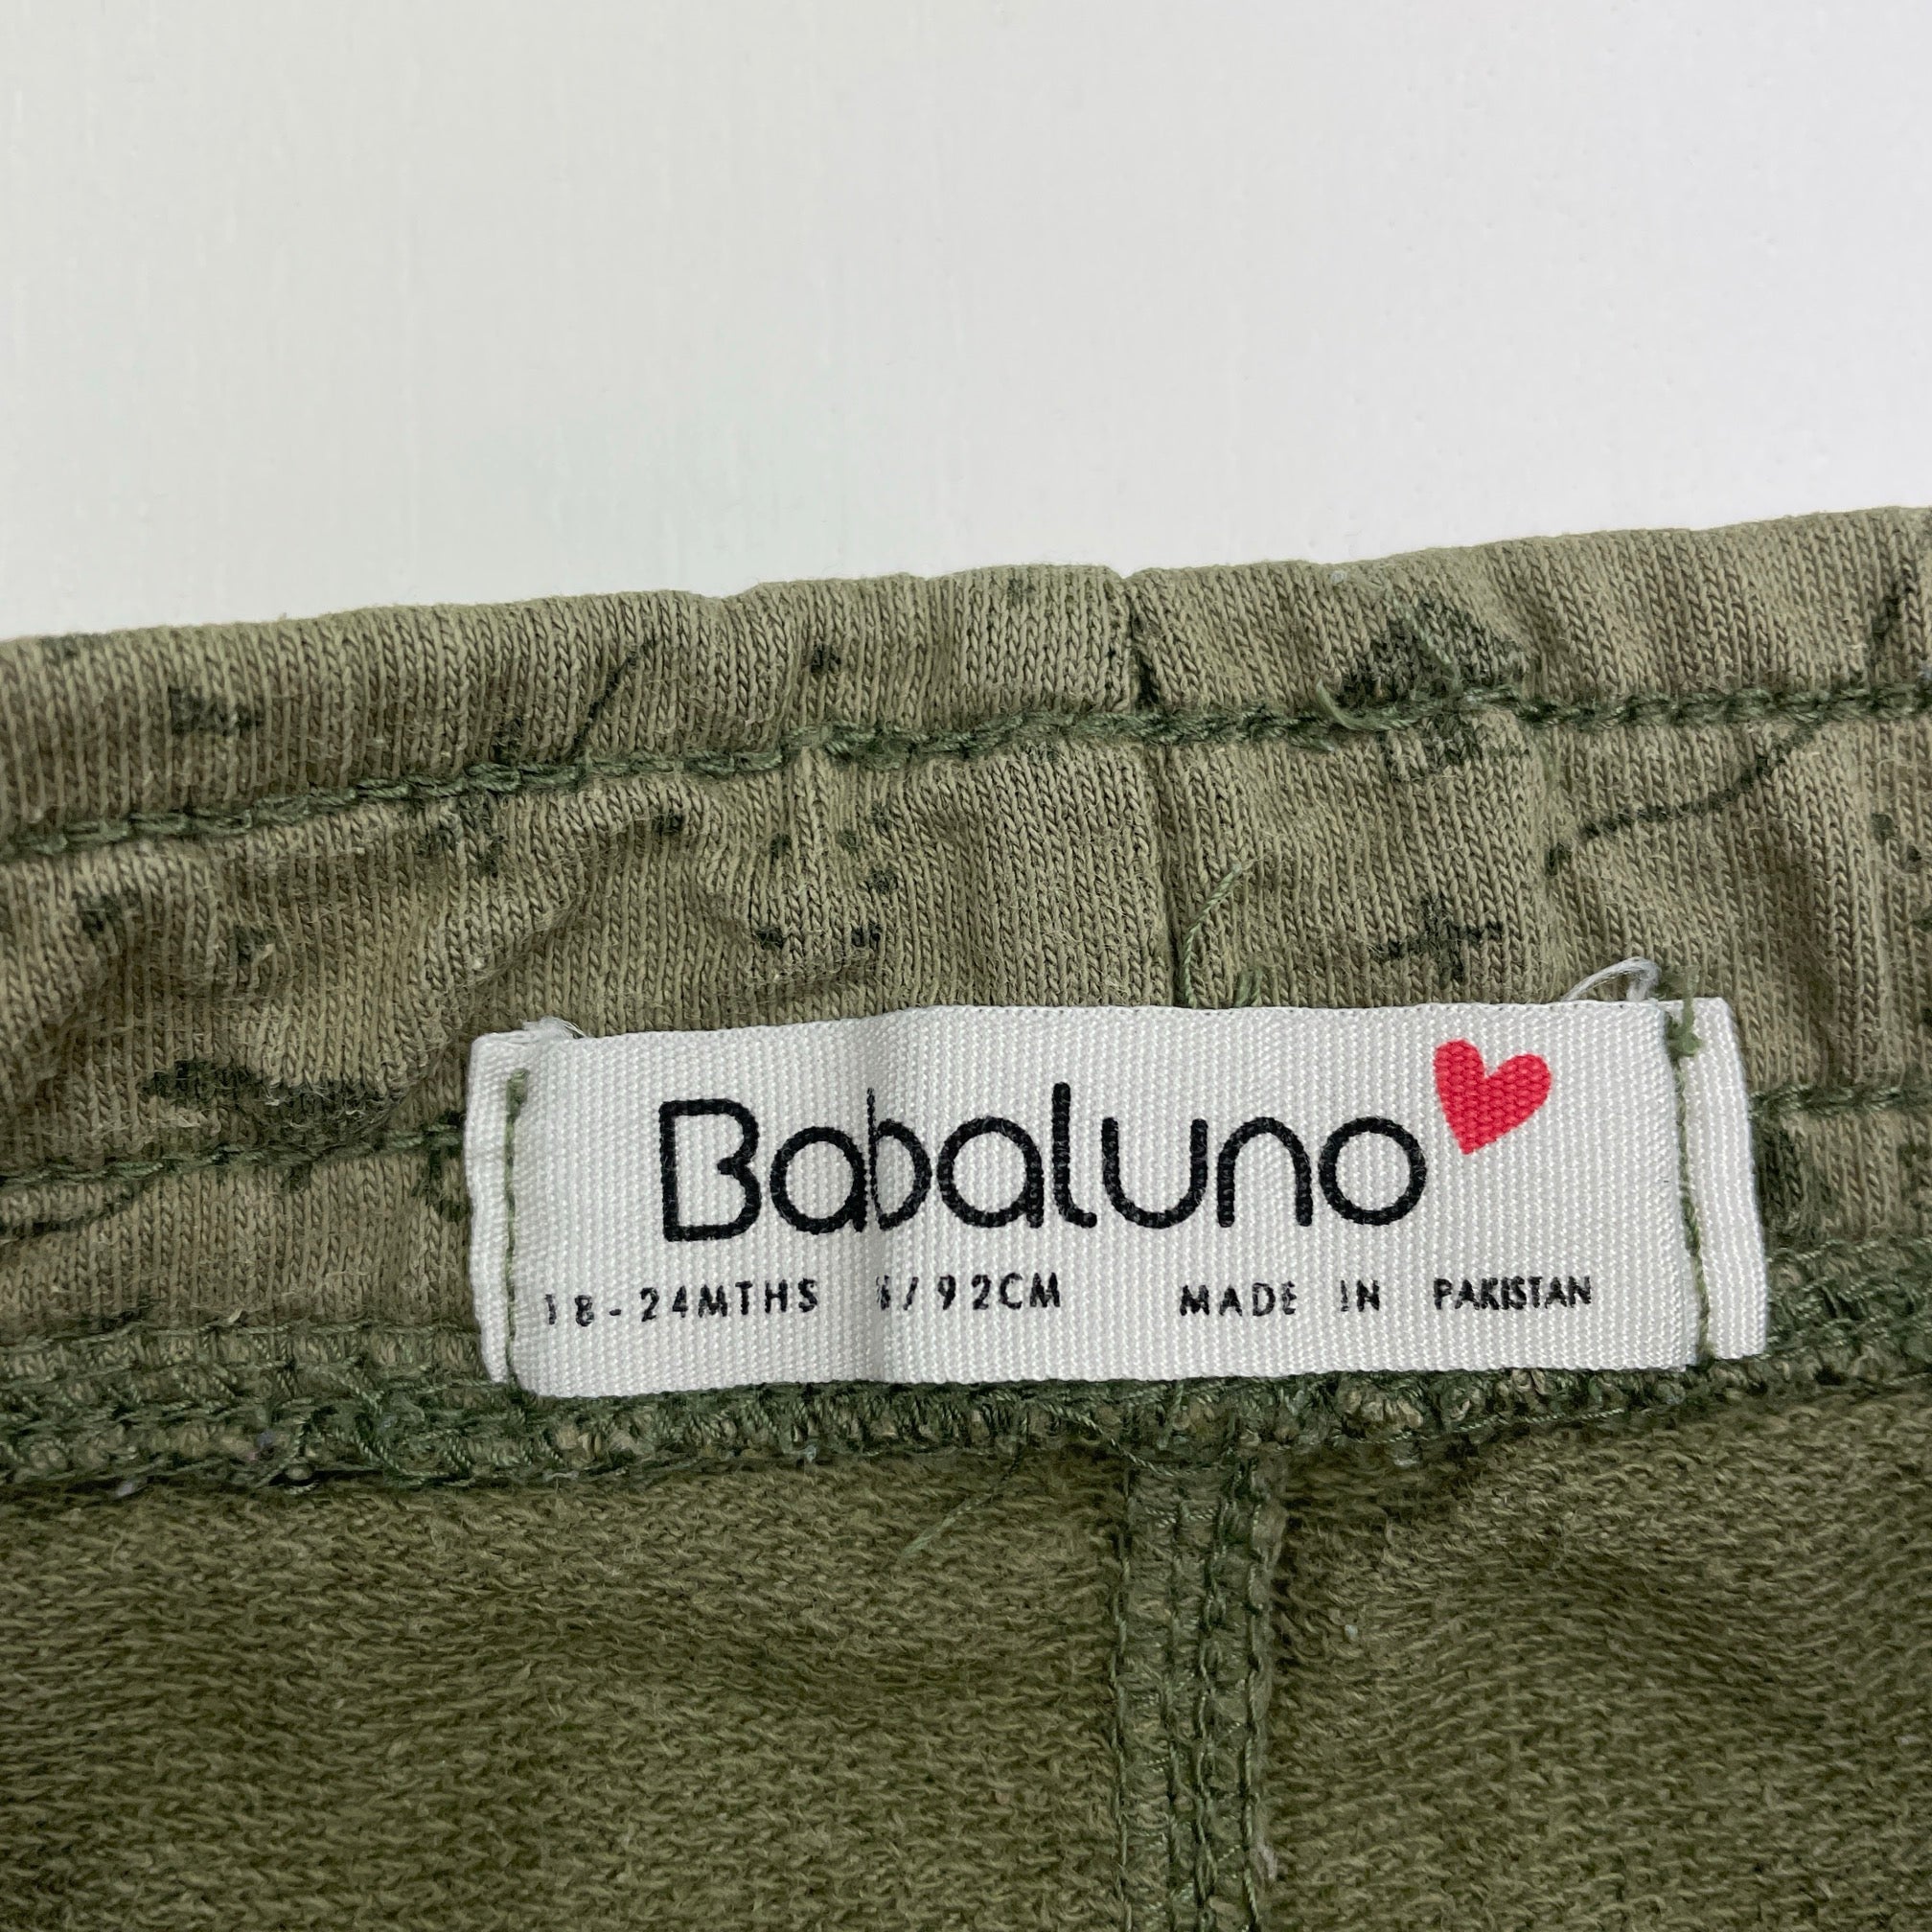 Babaluno
18-24MTHS /92CM MADE IN PAKISTAN